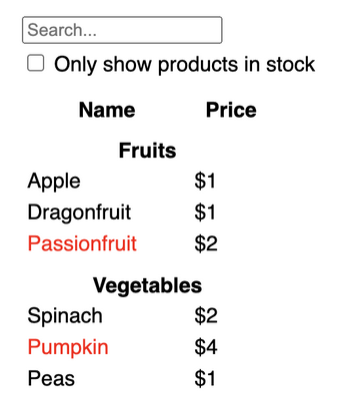 Search...
Only show products in stock
Name Price
Fruits
Apple $1
Dragonfruit $1
Passionfruit $2
Vegetables
Spinach $2
Pumpkin $4
Peas $1